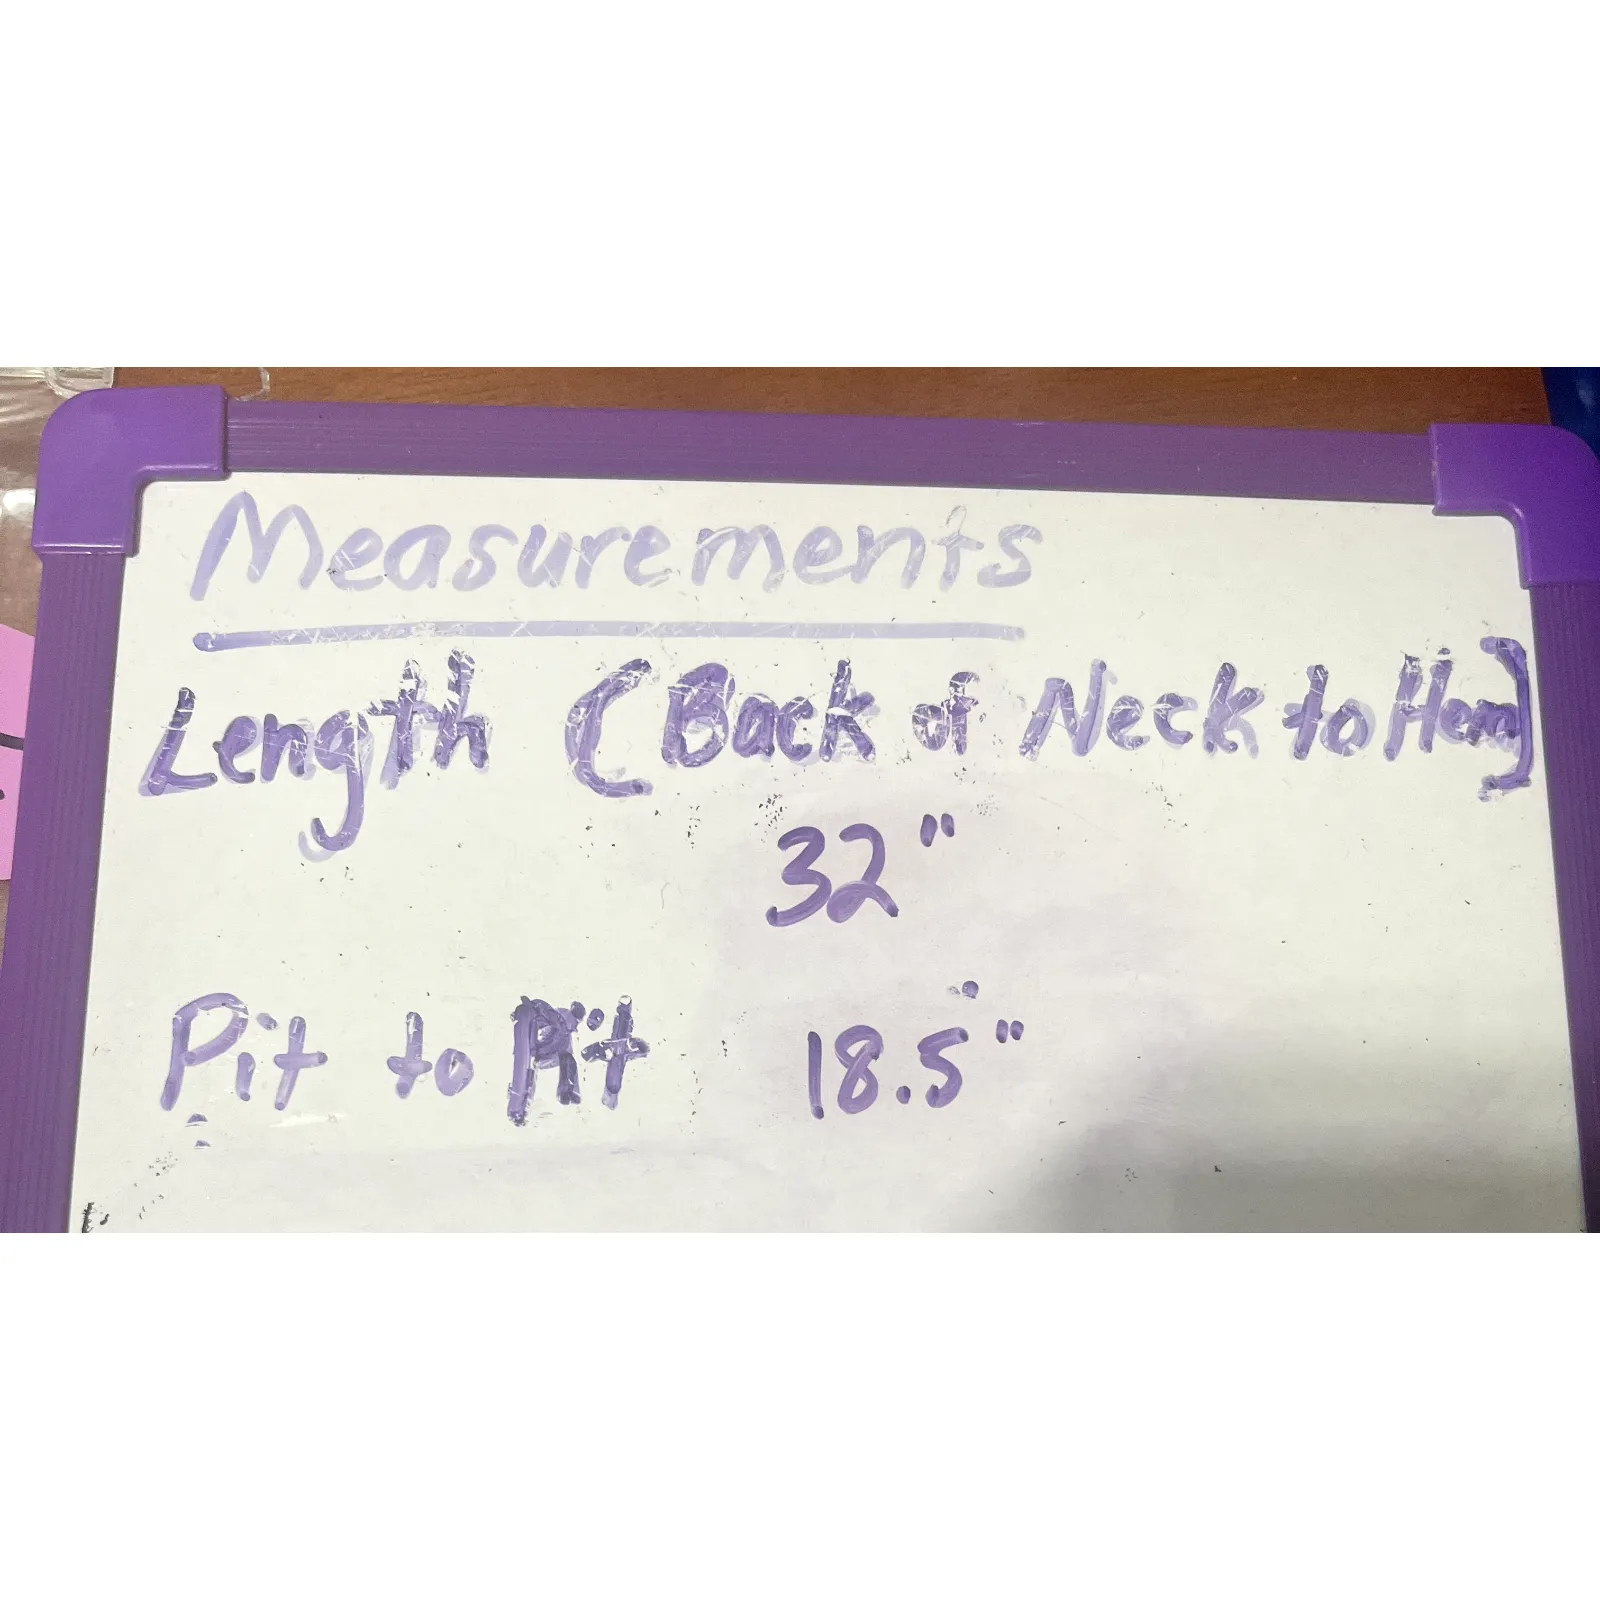 Measurements
Length (Back of Neck to Hem)
32"
Pit to Pit 18.5"